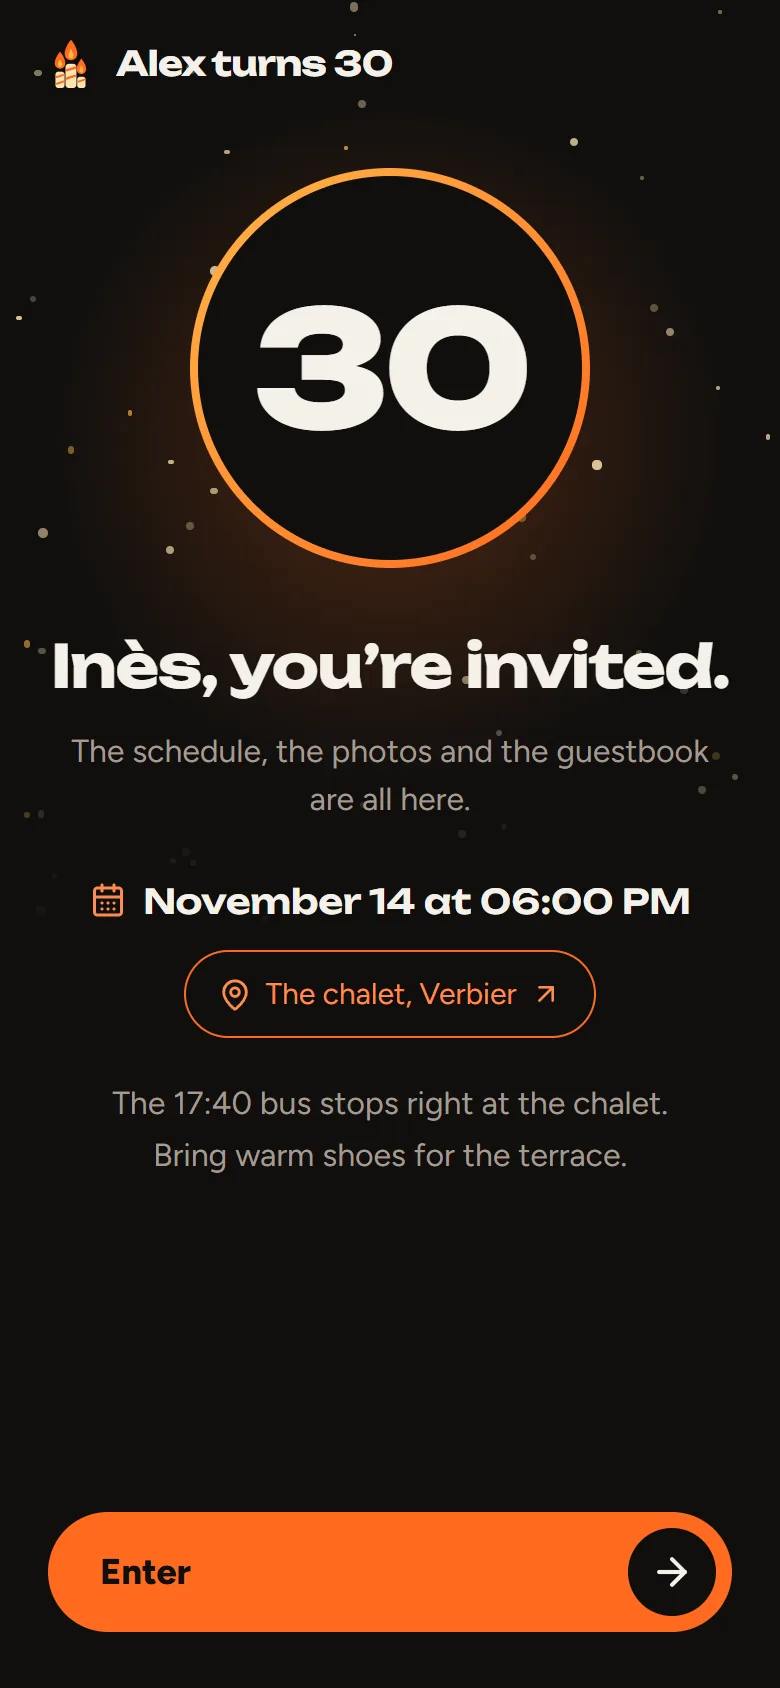 Alex turns 30
30
Inès, you’re invited.
The schedule, the photos and the guestbook
are all here.
November 14 at 06:00 PM
The chalet, Verbier
The 17:40 bus stops right at the chalet.
Bring warm shoes for the terrace.
Enter